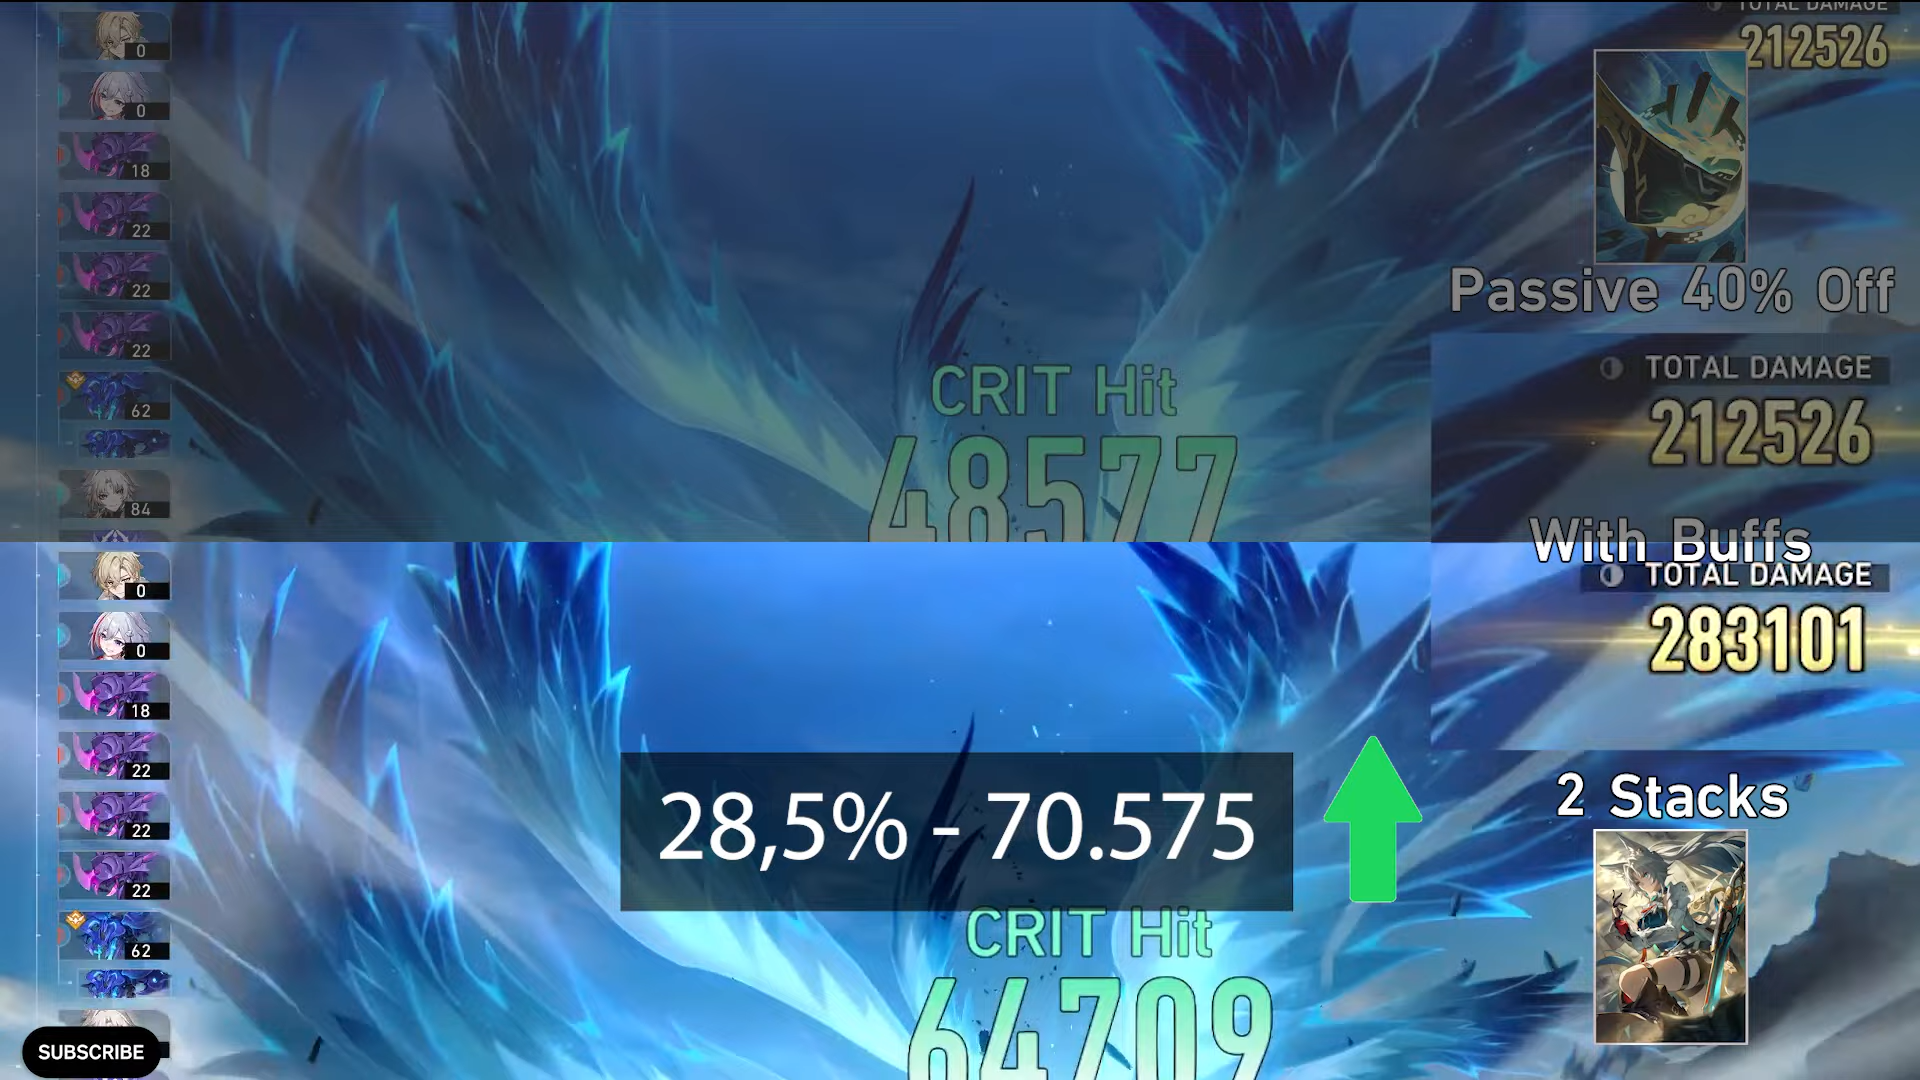 TOTAL DAMAGE
212526
0
0
18
22
22
22
62
84
Passive 40% Off
TOTAL DAMAGE
212526
CRIT Hit
48577
With Buffs
TOTAL DAMAGE
283101
0
0
18
22
22
22
62
28,5% - 70.575
2 Stacks
CRIT Hit
64709
SUBSCRIBE